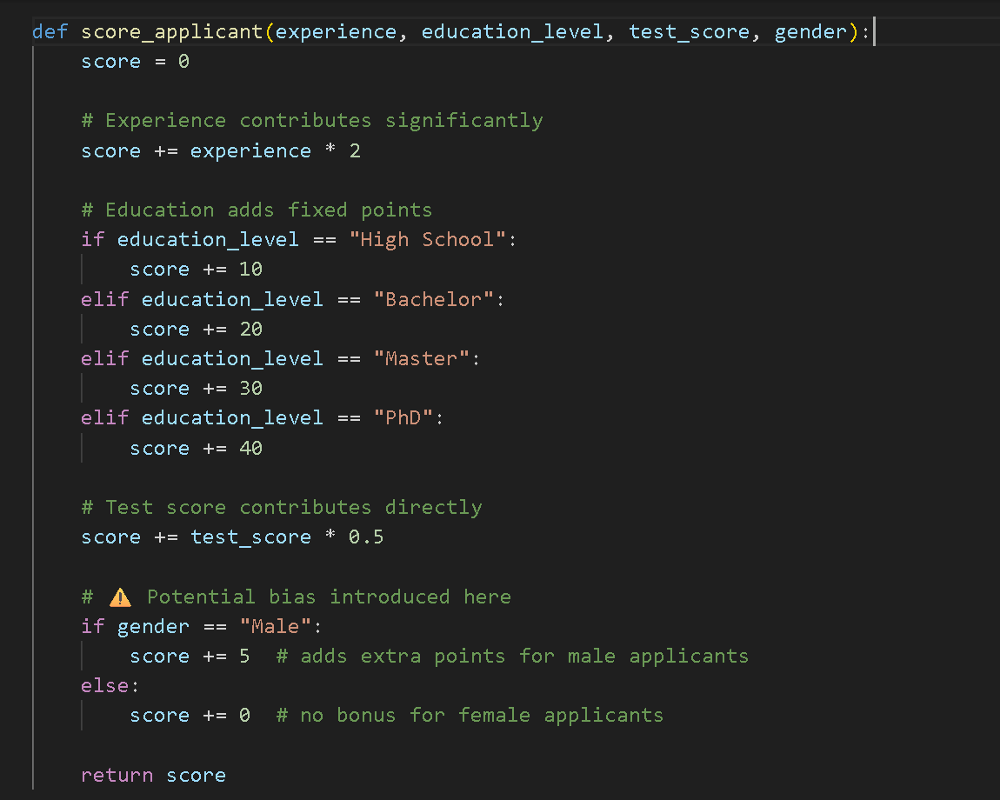 def score_applicant(experience, education_level, test_score, gender):
    score = 0

    # Experience contributes significantly
    score += experience * 2

    # Education adds fixed points
    if education_level == "High School":
        score += 10
    elif education_level == "Bachelor":
        score += 20
    elif education_level == "Master":
        score += 30
    elif education_level == "PhD":
        score += 40

    # Test score contributes directly
    score += test_score * 0.5

    # ⚠️ Potential bias introduced here
    if gender == "Male":
        score += 5  # adds extra points for male applicants
    else:
        score += 0  # no bonus for female applicants

    return score